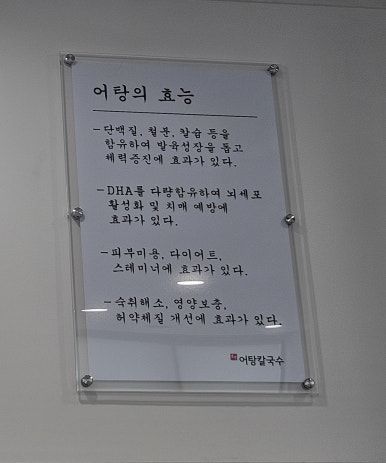 어탕의 효능
-단백질, 철분, 칼슘 등을
함유하여 발육성장을 돕고
체력증진에 효과가 있다.
-DHA를 다량함유하여 뇌세포
활성화 및 치매 예방에
효과가 있다.
-피부미용, 다이어트,
스테미너에 효과가 있다.
-숙취해소, 영양보충,
허약체질 개선에 효과가 있다.
어탕칼국수